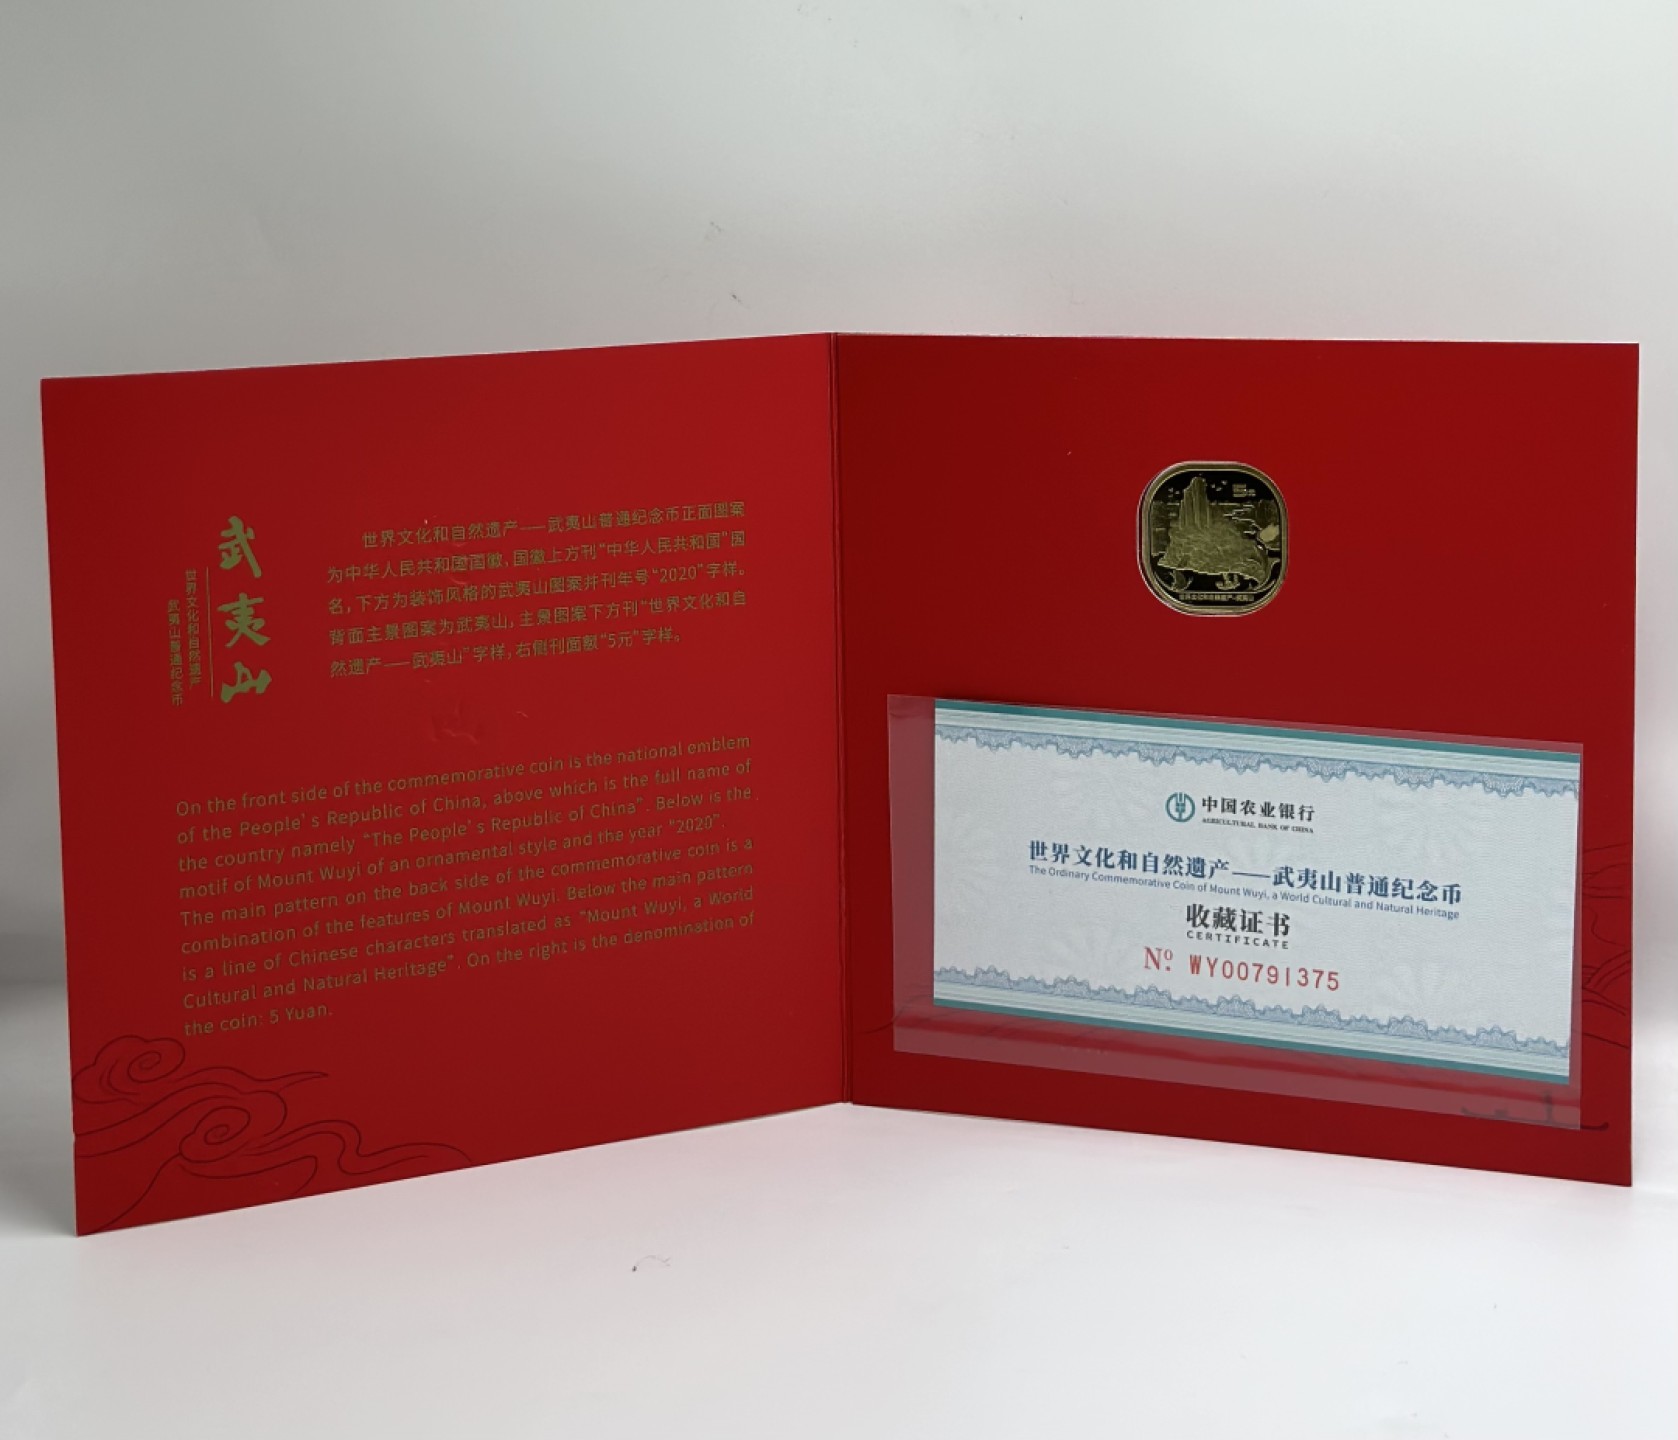 武夷山
世界文化和自然遗产
武夷山普通纪念币
世界文化和自然遗产——武夷山普通纪念币正面图案
为中华人民共和国国徽,国徽上方刊“中华人民共和国”国
名,下方为装饰风格的武夷山图案并刊年号“2020”字样。
背面主景图案为武夷山,主景图案下方刊“世界文化和自
然遗产——武夷山”字样,右侧刊面额“5元”字样。
On the front side of the commemorative coin is the national emblem
of the People's Republic of China, above which is the full name of
the country namely “The People's Republic of China”. Below is the
motif of Mount Wuyi of an ornamental style and the year “2020”.
The main pattern on the back side of the commemorative coin is a
combination of the features of Mount Wuyi. Below the main pattern
is a line of Chinese characters translated as “Mount Wuyi, a World
Cultural and Natural Heritage”. On the right is the denomination of
the coin: 5 Yuan.
世界文化和自然遗产·武夷山
中国农业银行
AGRICULTURAL BANK OF CHINA
世界文化和自然遗产——武夷山普通纪念币
The Ordinary Commemorative Coin of Mount Wuyi, a World Cultural and Natural Heritage
收藏证书
CERTIFICATE
Nº. WY00791375